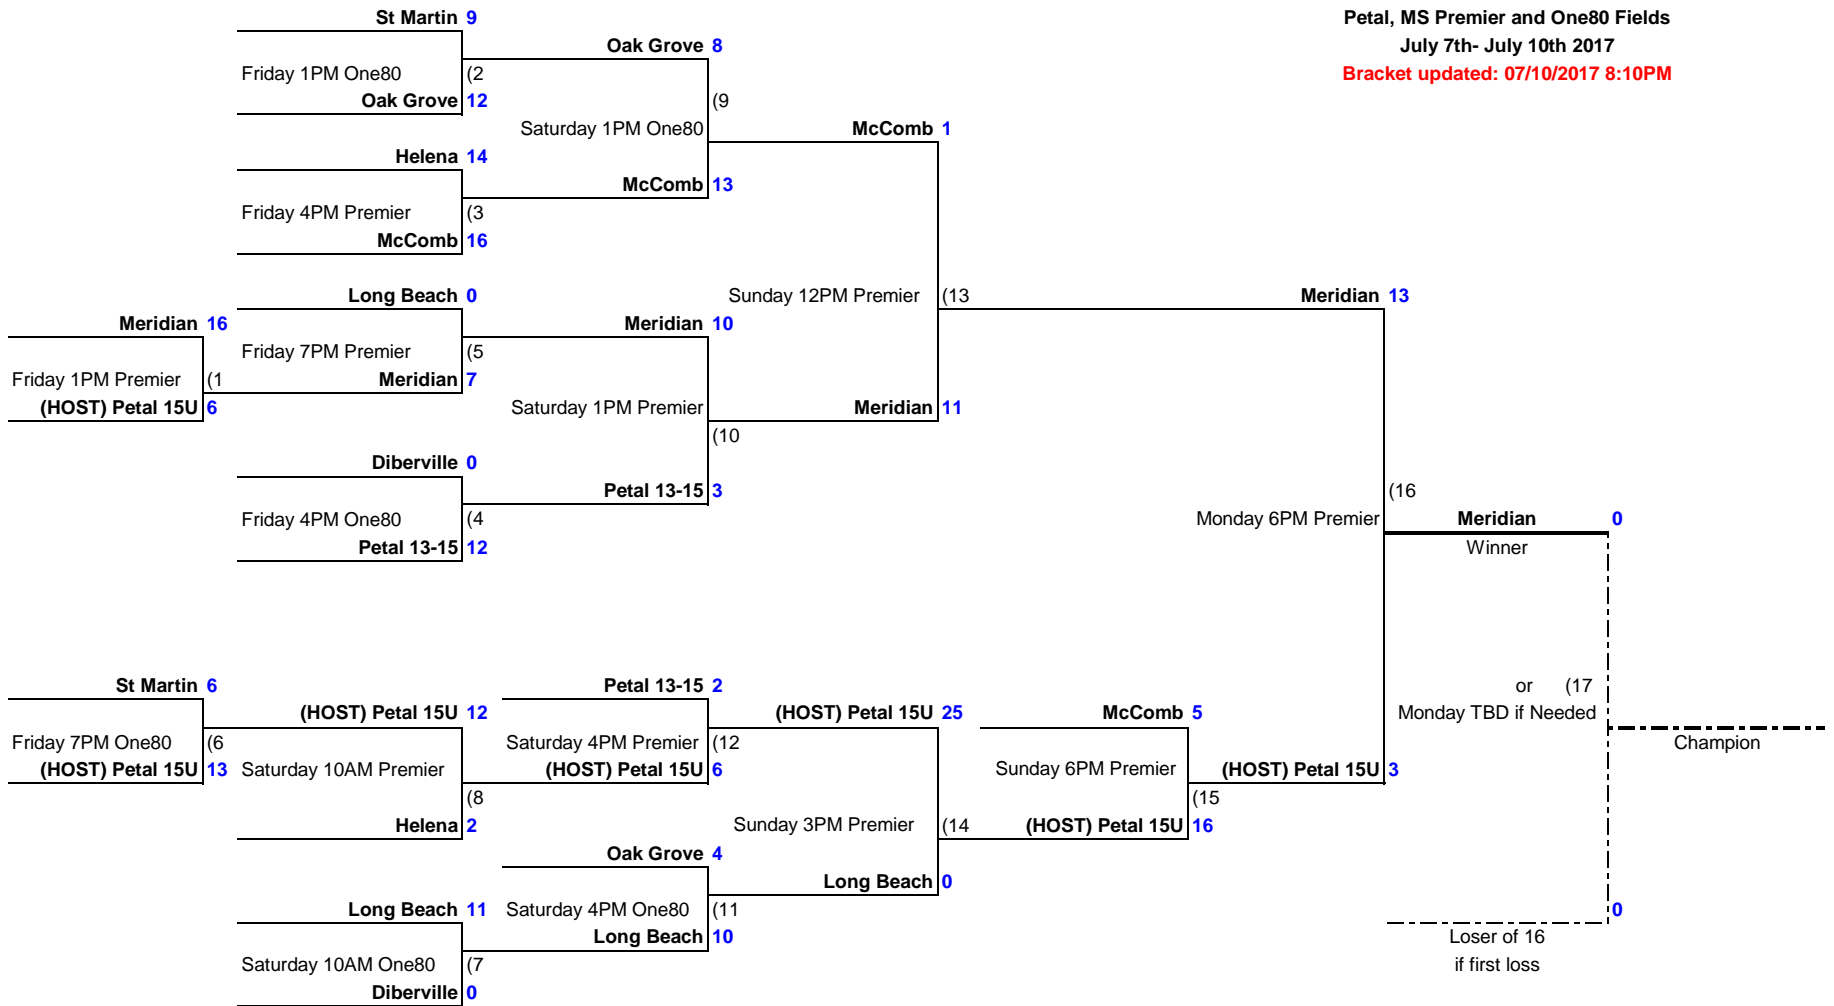 St Martin 9
Petal, MS Premier and One80 Fields
Oak Grove 8
July 7th- July 10th 2017
Friday 1PM One80 (2
Bracket updated: 07/10/2017 8:10PM
Oak Grove 12
(9
Saturday 1PM One80
McComb 1
Helena 14
McComb 13
Friday 4PM Premier (3
McComb 16
Long Beach 0
Sunday 12PM Premier (13
Meridian 13
Meridian 16
Meridian 10
Friday 7PM Premier (5
Friday 1PM Premier (1
Meridian 7
(HOST) Petal 15U 6
Saturday 1PM Premier
Meridian 11
(10
Diberville 0
Petal 13-15 3
(16
Friday 4PM One80 (4
Monday 6PM Premier
Meridian 0
Petal 13-15 12
Winner
St Martin 6
Petal 13-15 2
or (17
(HOST) Petal 15U 12
(HOST) Petal 15U 25
McComb 5
Monday TBD if Needed
Friday 7PM One80 (6
Saturday 4PM Premier (12
Champion
(HOST) Petal 15U 13
Saturday 10AM Premier
(HOST) Petal 15U 6
Sunday 6PM Premier
(HOST) Petal 15U 3
(8
(15
Helena 2
Sunday 3PM Premier (14
(HOST) Petal 15U 16
Oak Grove 4
Long Beach 0
Long Beach 11
Saturday 4PM One80 (11
0
Long Beach 10
Loser of 16
Saturday 10AM One80 (7
if first loss
Diberville 0